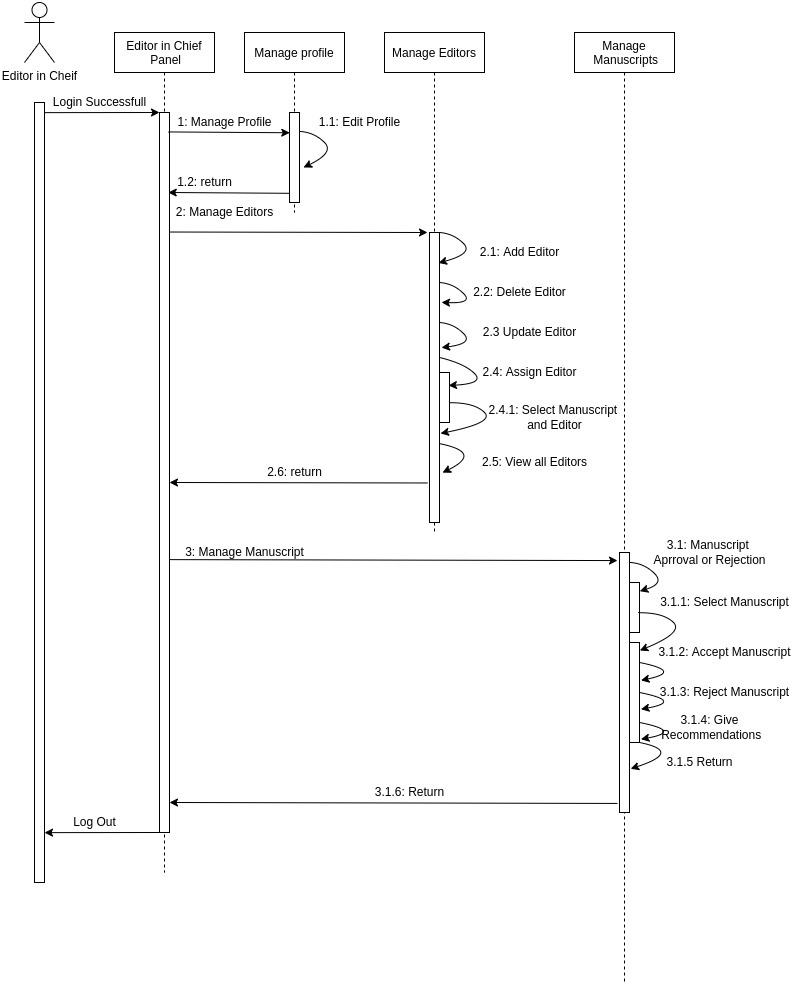 Editor in Cheif
Editor in Chief
Panel
Manage profile
Manage Editors
Manage
Manuscripts
Login Successfull
1: Manage Profile
1.1: Edit Profile
1.2: return
2: Manage Editors
2.1: Add Editor
2.2: Delete Editor
2.3 Update Editor
2.4: Assign Editor
2.4.1: Select Manuscript
and Editor
2.5: View all Editors
2.6: return
3: Manage Manuscript
3.1: Manuscript
Aprroval or Rejection
3.1.1: Select Manuscript
3.1.2: Accept Manuscript
3.1.3: Reject Manuscript
3.1.4: Give
Recommendations
3.1.5 Return
3.1.6: Return
Log Out